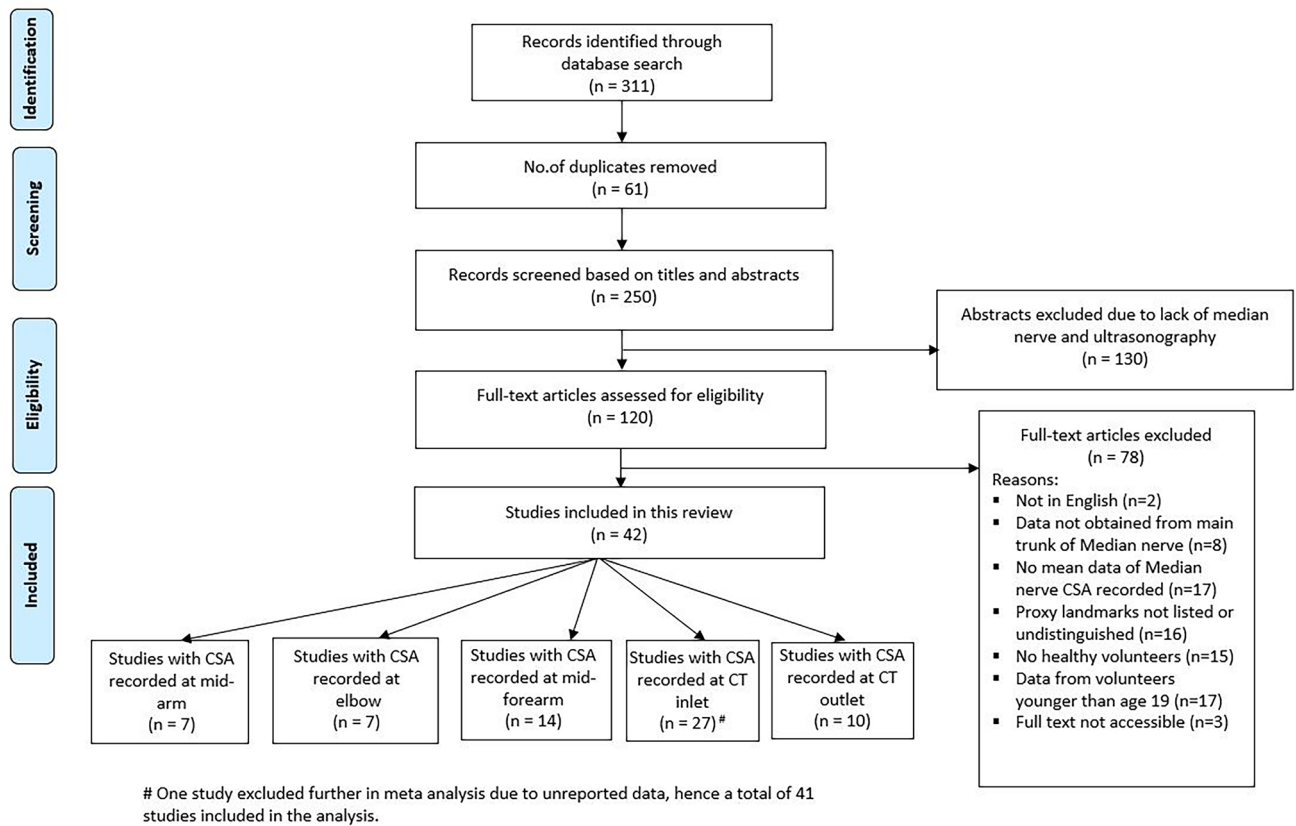 Identification
Records identified through
database search
(n = 311)
Screening
No.of duplicates removed
(n = 61)
Records screened based on titles and abstracts
(n = 250)
Abstracts excluded due to lack of median
nerve and ultrasonography
(n = 130)
Eligibility
Full-text articles assessed for eligibility
(n = 120)
Full-text articles excluded
(n = 78)
Reasons:
▪ Not in English (n=2)
▪ Data not obtained from main
trunk of Median nerve (n=8)
▪ No mean data of Median
nerve CSA recorded (n=17)
▪ Proxy landmarks not listed or
undistinguished (n=16)
▪ No healthy volunteers (n=15)
▪ Data from volunteers
younger than age 19 (n=17)
▪ Full text not accessible (n=3)
Included
Studies included in this review
(n = 42)
Studies with CSA
recorded at mid-
arm
(n = 7)
Studies with CSA
recorded at
elbow
(n = 7)
Studies with CSA
recorded at mid-
forearm
(n = 14)
Studies with CSA
recorded at CT
inlet
(n = 27) #
Studies with CSA
recorded at CT
outlet
(n = 10)
# One study excluded further in meta analysis due to unreported data, hence a total of 41
studies included in the analysis.